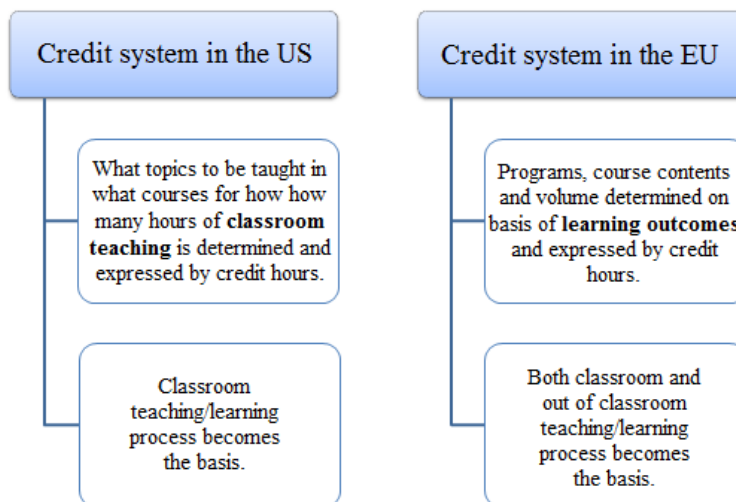 Credit system in the US
What topics to be taught in
what courses for how how
many hours of classroom
teaching is determined and
expressed by credit hours.
Classroom
teaching/learning
process becomes
the basis.
Credit system in the EU
Programs, course contents
and volume determined on
basis of learning outcomes
and expressed by credit
hours.
Both classroom and
out of classroom
teaching/learning
process becomes
the basis.